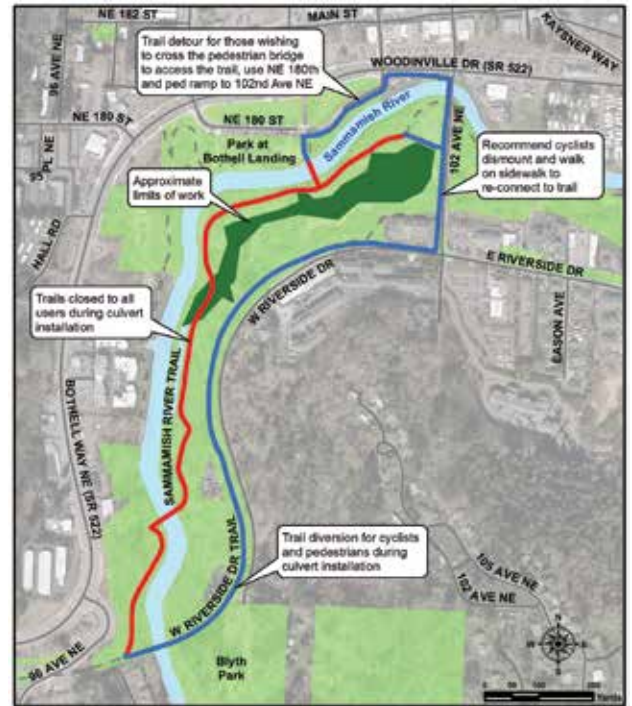 NE 182 ST
MAIN ST
KAYSNER WAY
96 AVE NE
Trail detour for those wishing
to cross the pedestrian bridge
to access the trail, use NE 180th
and ped ramp to 102nd Ave NE
WOODINVILLE DR (SR 522)
NE 180 ST
NE 180 ST
Sammamish River
102 AVE NE
Park at
Bothell Landing
95 PL NE
Recommend cyclists
dismount and walk
on sidewalk to
re-connect to trail
Approximate
limits of work
HALL RD
W RIVERSIDE DR
E RIVERSIDE DR
EASON AVE
Trails closed to all
users during culvert
installation
SAMMAMISH RIVER TRAIL
BOTHELL WAY NE (SR 522)
Trail diversion for cyclists
and pedestrians during
culvert installation
105 AVE NE
102 AVE NE
W RIVERSIDE DR TRAIL
96 AVE NE
Blyth
Park
N
W
E
S
0 50 100 200
Yards